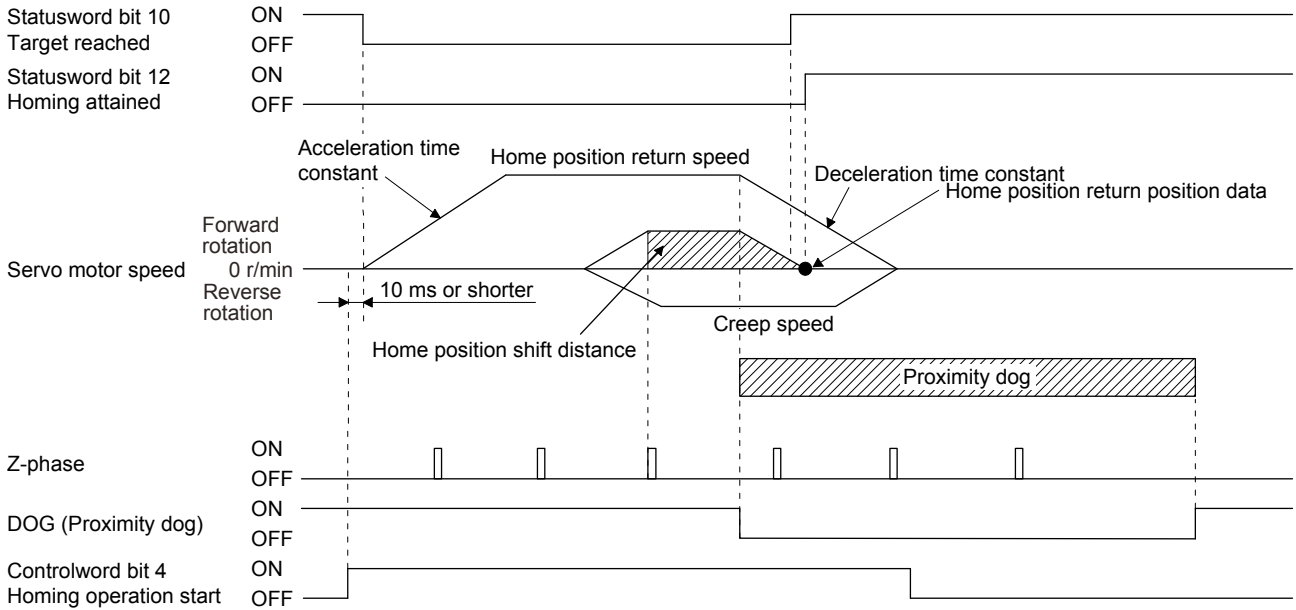 Statusword bit 10
Target reached
ON
OFF
Statusword bit 12
Homing attained
ON
OFF
Acceleration time
constant
Home position return speed
Deceleration time constant
Home position return position data
Forward
rotation
Servo motor speed
0 r/min
Reverse
rotation
10 ms or shorter
Creep speed
Home position shift distance
Proximity dog
Z-phase
ON
OFF
DOG (Proximity dog)
ON
OFF
Controlword bit 4
Homing operation start
ON
OFF